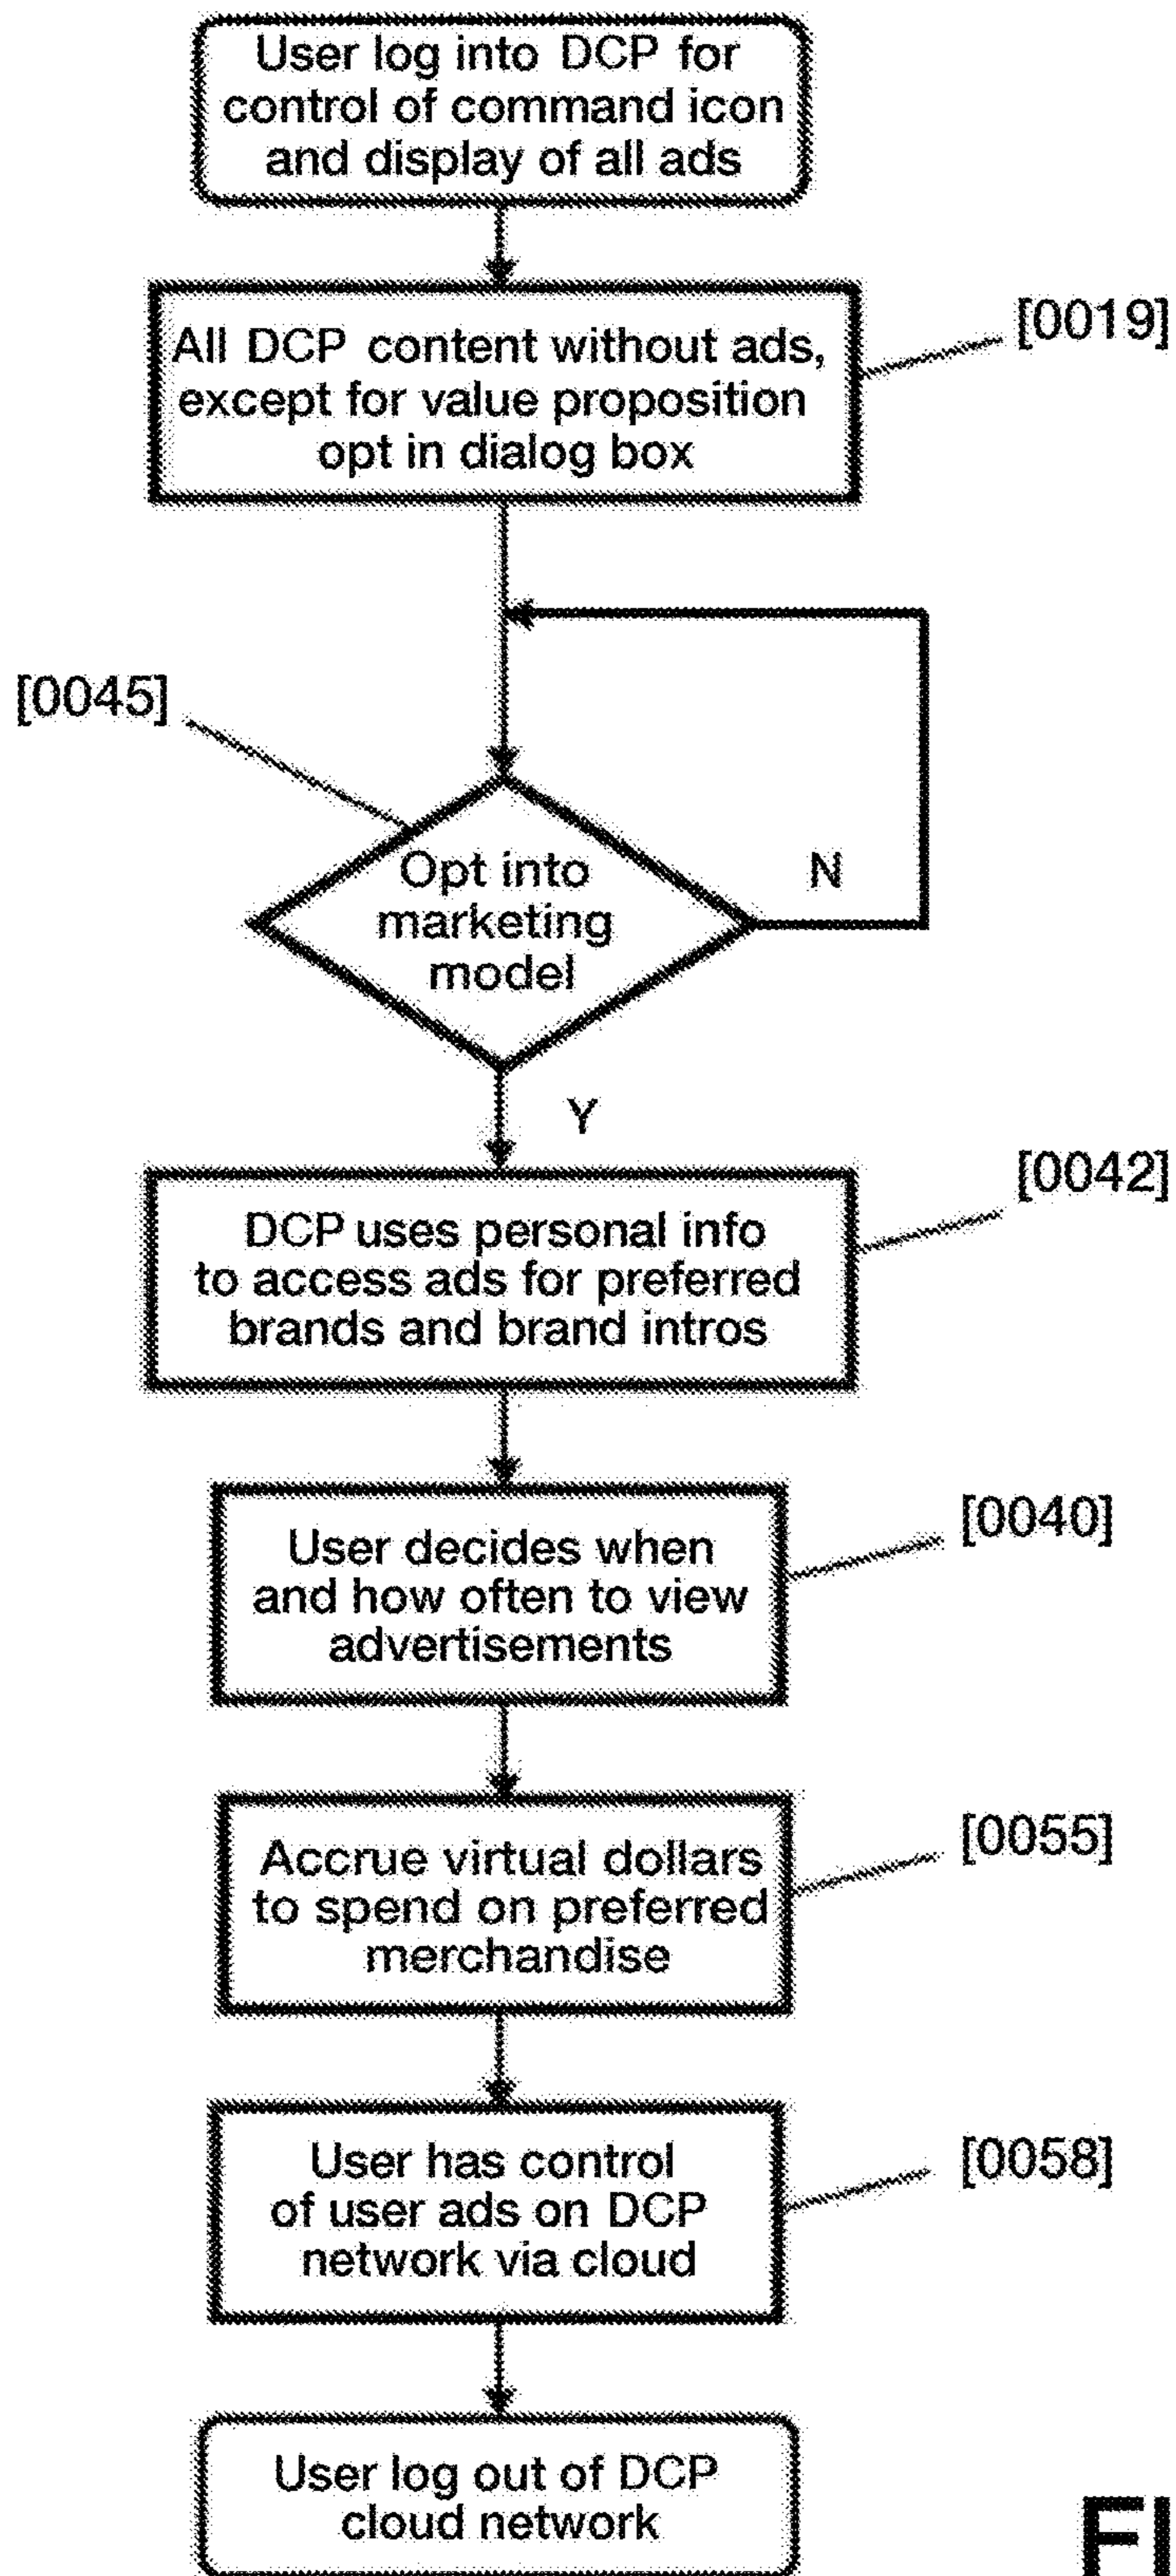 User log into DCP for
control of command icon
and display of all ads
[0019]
All DCP content without ads,
except for value proposition
opt in dialog box
[0045]
Opt into
marketing
model
N
Y
[0042]
DCP uses personal info
to access ads for preferred
brands and brand intros
[0040]
User decides when
and how often to view
advertisements
[0055]
Accrue virtual dollars
to spend on preferred
merchandise
[0058]
User has control
of user ads on DCP
network via cloud
User log out of DCP
cloud network